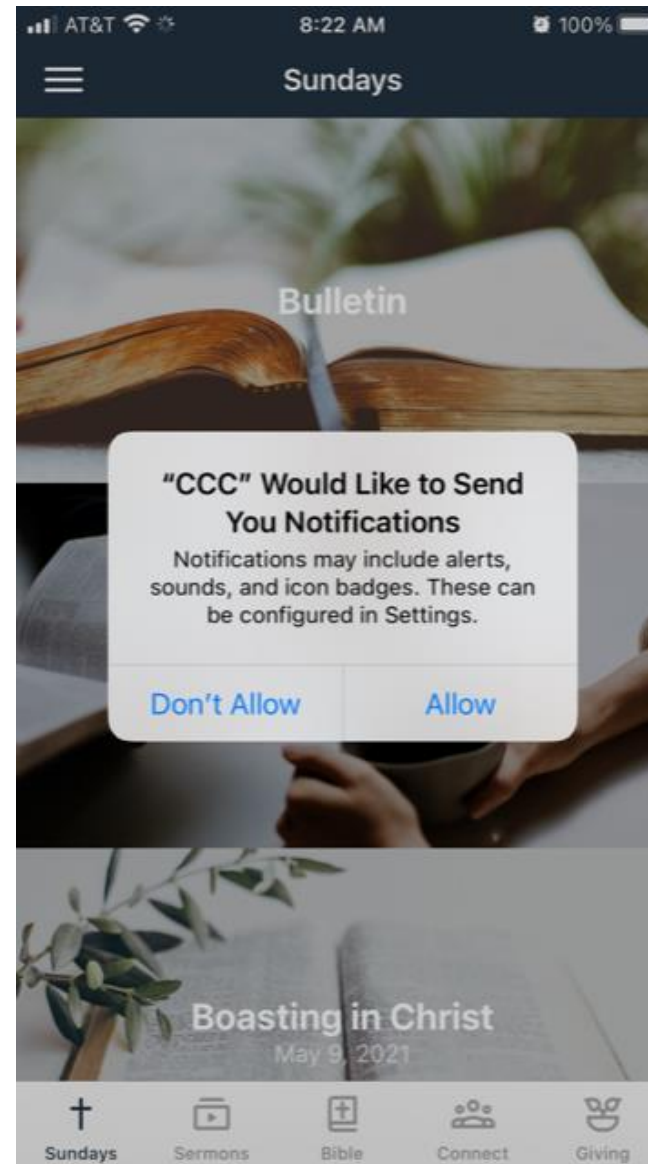 AT&T 8:22 AM 100%
Sundays
Bulletin
“CCC” Would Like to Send
You Notifications
Notifications may include alerts,
sounds, and icon badges. These can
be configured in Settings.
Don’t Allow Allow
Boasting in Christ
May 9, 2021
Sundays Sermons Bible Connect Giving